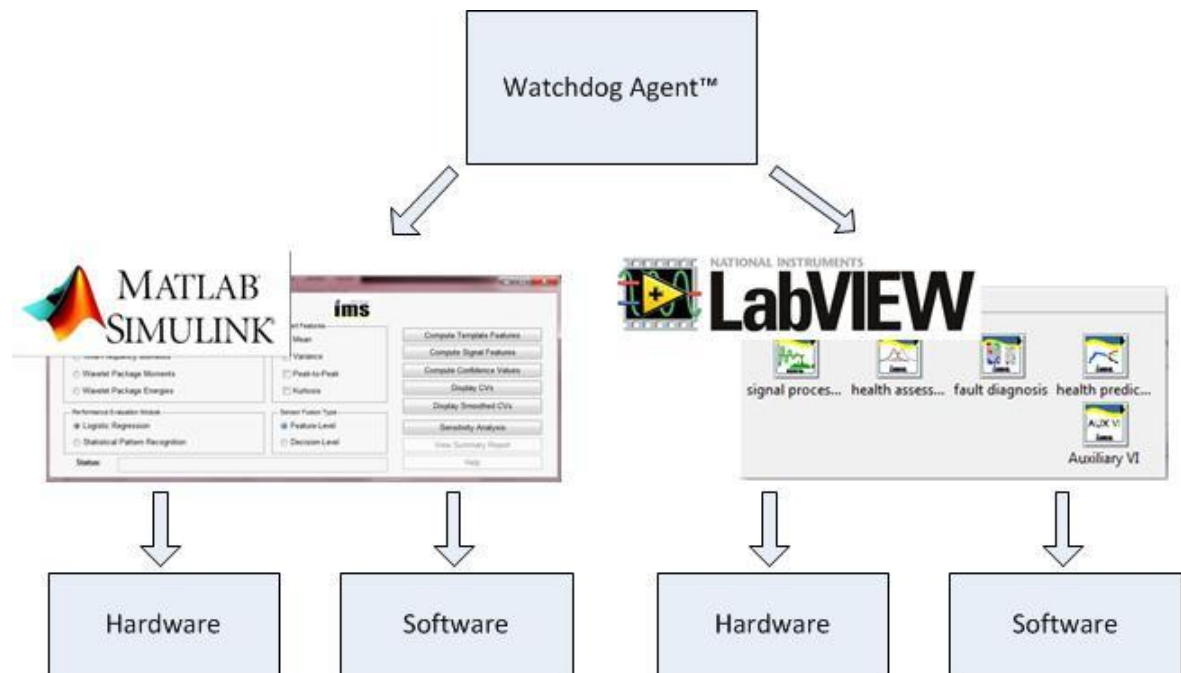 Watchdog Agent™
MATLAB
SIMULINK
ims
Mean
Variance
Wavelet Package Moments
Peak-to-Peak
Wavelet Package Energies
Kurtosis
Performance Evaluation Module
Logistic Regression
Statistical Pattern Recognition
Sensor Fusion Type
Feature-Level
Decision-Level
Compute Template Features
Compute Signal Features
Compute Confidence Values
Display CVs
Display Smoothed CVs
Sensitivity Analysis
View Summary Report
Help
Status:
NATIONAL INSTRUMENTS
LabVIEW
signal proces...
health assess...
fault diagnosis
health predic...
AUX VI
Auxiliary VI
Hardware
Software
Hardware
Software